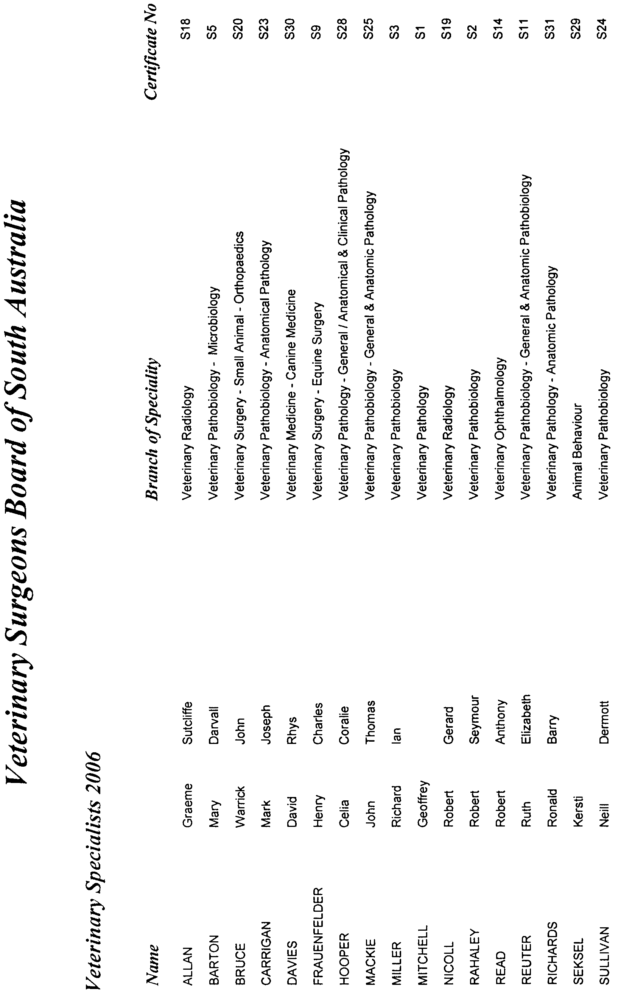 Veterinary Surgeons Board of South Australia
Veterinary Specialists 2006
Name Branch of Speciality Certificate No
ALLAN Graeme Sutcliffe Veterinary Radiology S18
BARTON Mary Darvall Veterinary Pathobiology - Microbiology S5
BRUCE Warrick John Veterinary Surgery - Small Animal - Orthopaedics S20
CARRIGAN Mark Joseph Veterinary Pathobiology - Anatomical Pathology S23
DAVIES David Rhys Veterinary Medicine - Canine Medicine S30
FRAUENFELDER Henry Charles Veterinary Surgery - Equine Surgery S9
HOOPER Celia Coralie Veterinary Pathology - General / Anatomical & Clinical Pathology S28
MACKIE John Thomas Veterinary Pathobiology - General & Anatomic Pathology S25
MILLER Richard Ian Veterinary Pathobiology S3
MITCHELL Geoffrey Veterinary Pathology S1
NICOLL Robert Gerard Veterinary Radiology S19
RAHALEY Robert Seymour Veterinary Pathobiology S2
READ Robert Anthony Veterinary Ophthalmology S14
REUTER Ruth Elizabeth Veterinary Pathobiology - General & Anatomic Pathobiology S11
RICHARDS Ronald Barry Veterinary Pathology - Anatomic Pathology S31
SEKSEL Kersti Animal Behaviour S29
SULLIVAN Neill Dermott Veterinary Pathobiology S24